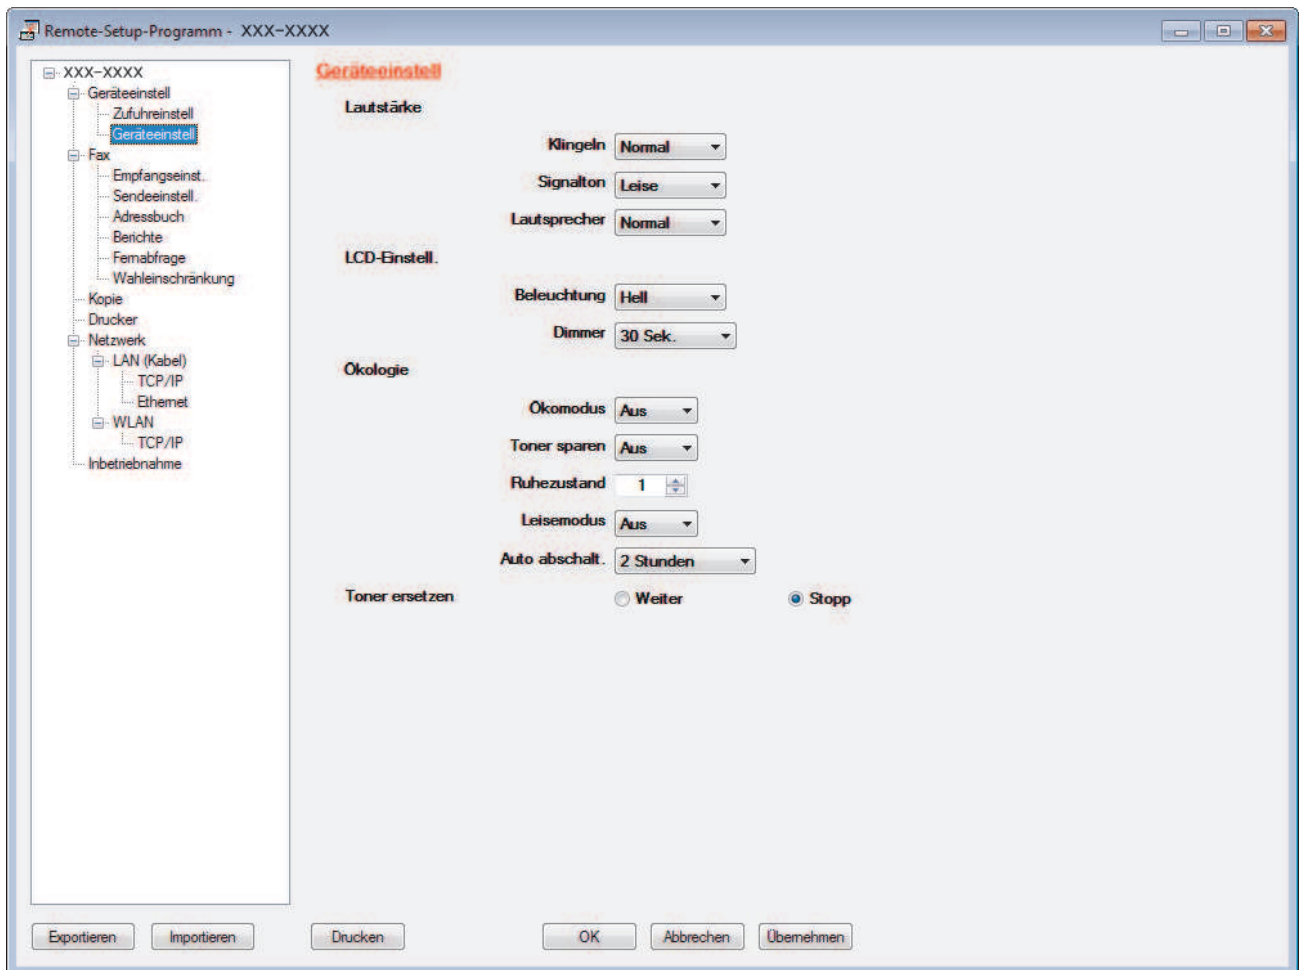 Remote-Setup-Programm - XXX-XXXX
XXX-XXXX
Geräteeinstell
Zufuhreinstell
Geräteeinstell
Fax
Empfangseinst.
Sendeeinstell.
Adressbuch
Berichte
Fernabfrage
Wahleinschränkung
Kopie
Drucker
Netzwerk
LAN (Kabel)
TCP/IP
Ethernet
WLAN
TCP/IP
Inbetriebnahme
Geräteeinstell
Lautstärke
Klingeln Normal
Signalton Leise
Lautsprecher Normal
LCD-Einstell.
Beleuchtung Hell
Dimmer 30 Sek.
Ökologie
Ökomodus Aus
Toner sparen Aus
Ruhezustand 1
Leisemodus Aus
Auto abschalt. 2 Stunden
Toner ersetzen Weiter Stopp
Exportieren Importieren Drucken OK Abbrechen Übernehmen